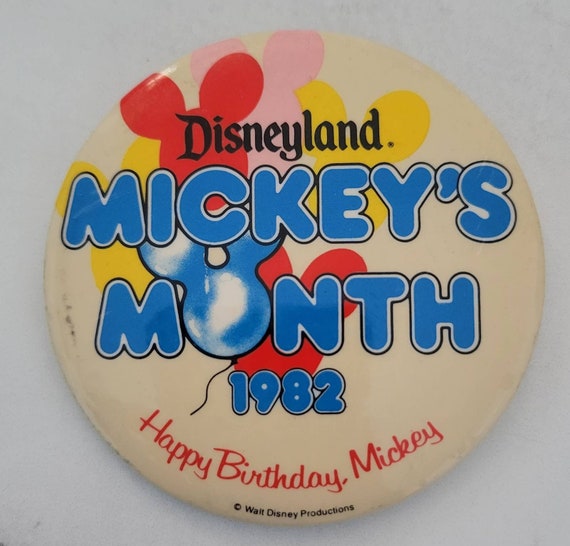 Disneyland®
MICKEY'S
MONTH
1982
Happy Birthday, Mickey
© Walt Disney Productions